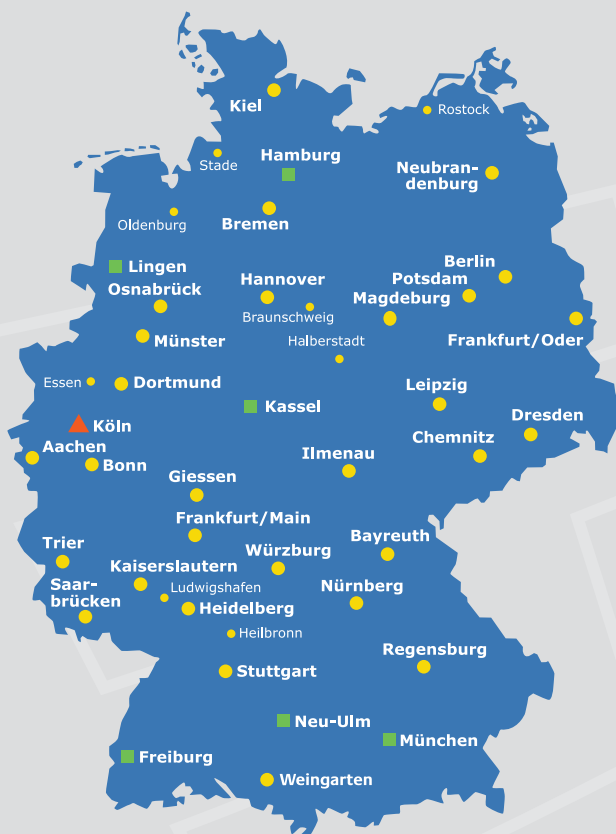 Kiel
Rostock
Stade
Hamburg
Neubran-
denburg
Oldenburg
Bremen
Lingen
Berlin
Osnabrück
Hannover
Potsdam
Magdeburg
Braunschweig
Münster
Halberstadt
Frankfurt/Oder
Essen
Dortmund
Leipzig
Kassel
Dresden
Köln
Chemnitz
Aachen
Ilmenau
Bonn
Giessen
Frankfurt/Main
Bayreuth
Trier
Würzburg
Kaiserslautern
Saar-
brücken
Ludwigshafen
Nürnberg
Heidelberg
Heilbronn
Regensburg
Stuttgart
Neu-Ulm
München
Freiburg
Weingarten